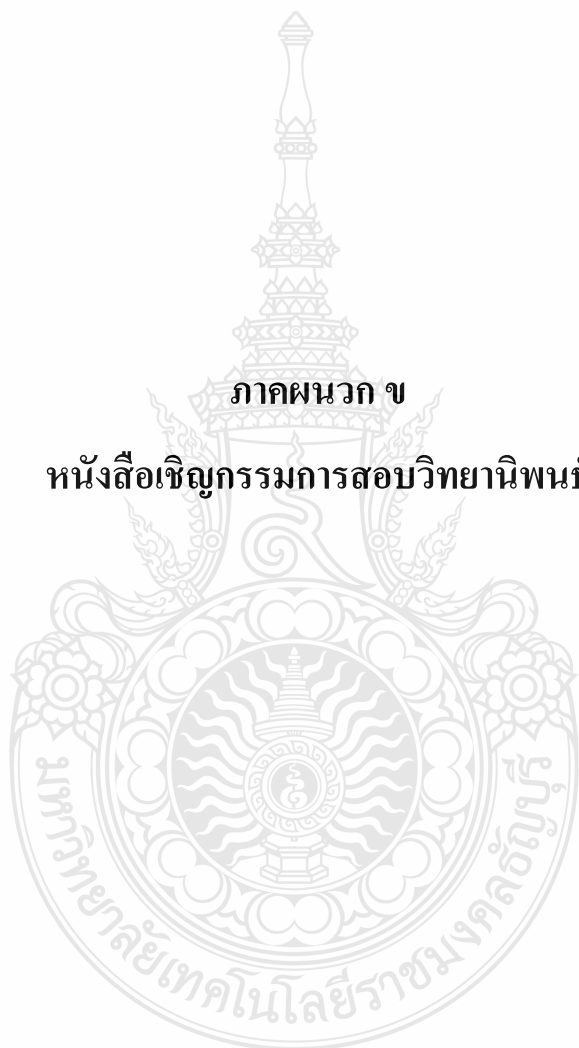 ภาคผนวก ข
หนังสือเชิญกรรมการสอบวิทยานิพนธ์
มหาวิทยาลัยเทคโนโลยีราชมงคลธัญบุรี